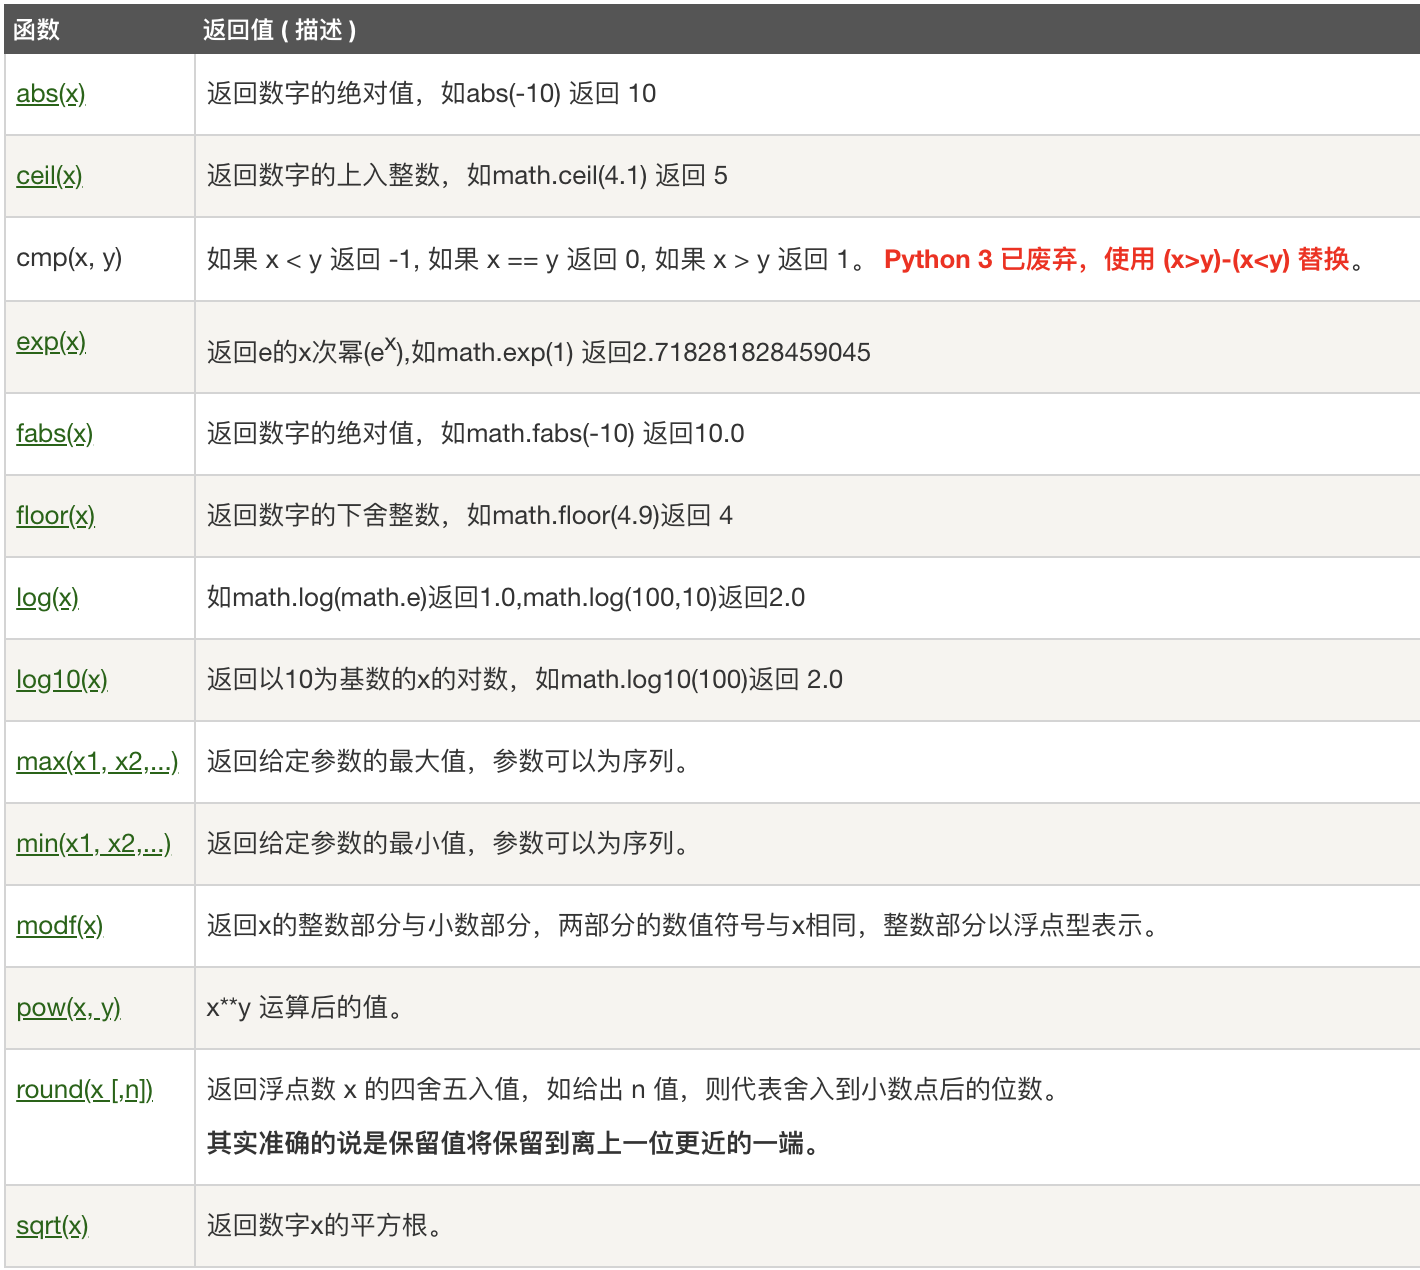 函数 返回值 ( 描述 )
abs(x) 返回数字的绝对值，如abs(-10) 返回 10
ceil(x) 返回数字的上入整数，如math.ceil(4.1) 返回 5
cmp(x, y) 如果 x < y 返回 -1, 如果 x == y 返回 0, 如果 x > y 返回 1。 Python 3 已废弃，使用 (x>y)-(x<y) 替换。
exp(x) 返回e的x次幂(eˣ),如math.exp(1) 返回2.718281828459045
fabs(x) 返回数字的绝对值，如math.fabs(-10) 返回10.0
floor(x) 返回数字的下舍整数，如math.floor(4.9)返回 4
log(x) 如math.log(math.e)返回1.0,math.log(100,10)返回2.0
log10(x) 返回以10为基数的x的对数，如math.log10(100)返回 2.0
max(x1, x2,...) 返回给定参数的最大值，参数可以为序列。
min(x1, x2,...) 返回给定参数的最小值，参数可以为序列。
modf(x) 返回x的整数部分与小数部分，两部分的数值符号与x相同，整数部分以浮点型表示。
pow(x, y) x**y 运算后的值。
round(x [,n]) 返回浮点数 x 的四舍五入值，如给出 n 值，则代表舍入到小数点后的位数。
其实准确的说是保留值将保留到离上一位更近的一端。
sqrt(x) 返回数字x的平方根。